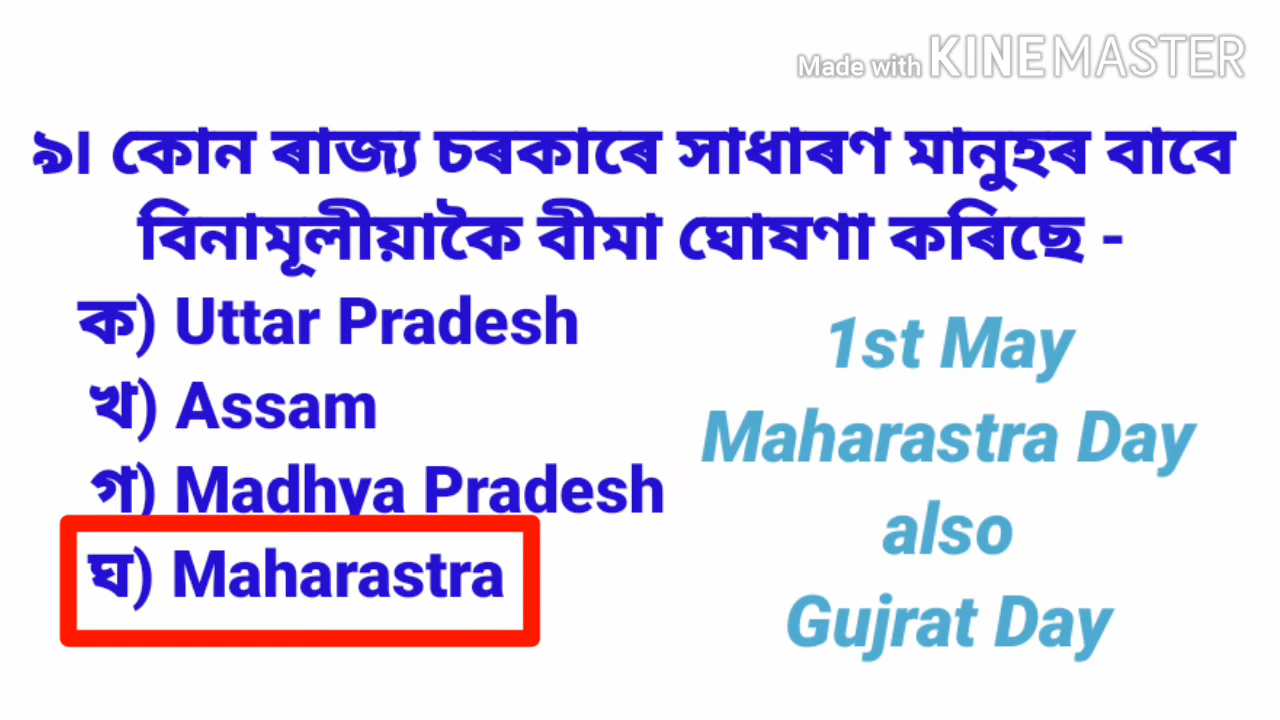 Made with KINEMASTER
৯। কোন ৰাজ্য চৰকাৰে সাধাৰণ মানুহৰ বাবে
বিনামূলীয়াকৈ বীমা ঘোষণা কৰিছে -
ক) Uttar Pradesh
খ) Assam
গ) Madhya Pradesh
ঘ) Maharastra
1st May
Maharastra Day
also
Gujrat Day